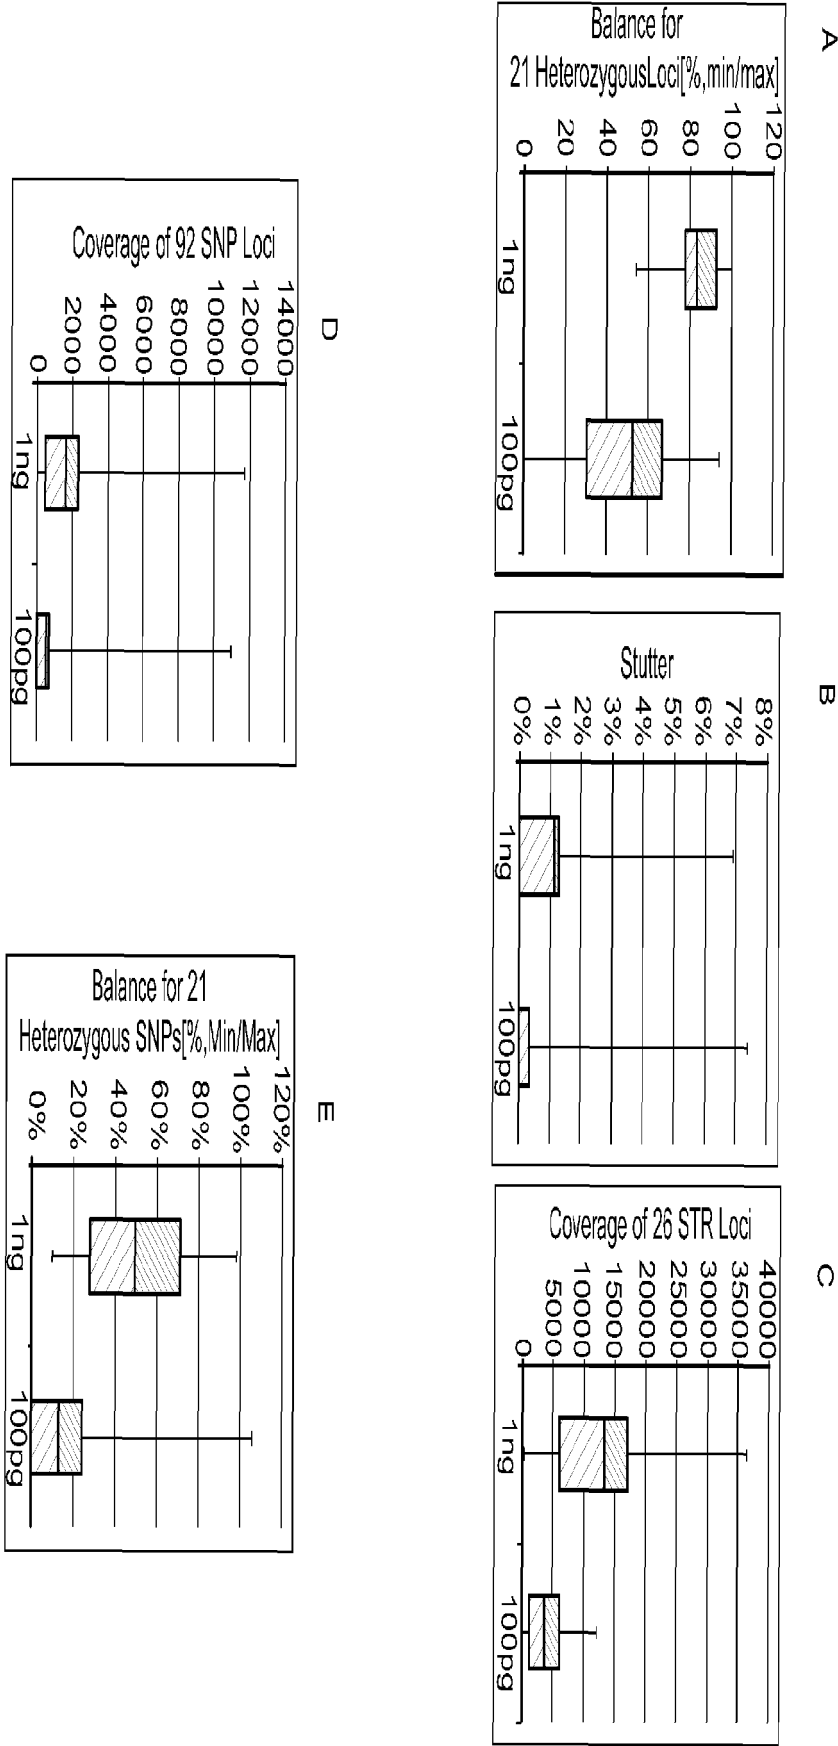 A
Balance for
21 HeterozygousLoci[%,min/max]
120
100
80
60
40
20
0
1ng
100pg
B
Stutter
8%
7%
6%
5%
4%
3%
2%
1%
0%
1ng
100pg
C
Coverage of 26 STR Loci
40000
35000
30000
25000
20000
15000
10000
5000
0
1ng
100pg
D
Coverage of 92 SNP Loci
14000
12000
10000
8000
6000
4000
2000
0
1ng
100pg
E
Balance for 21
Heterozygous SNPs[%,Min/Max]
120%
100%
80%
60%
40%
20%
0%
1ng
100pg